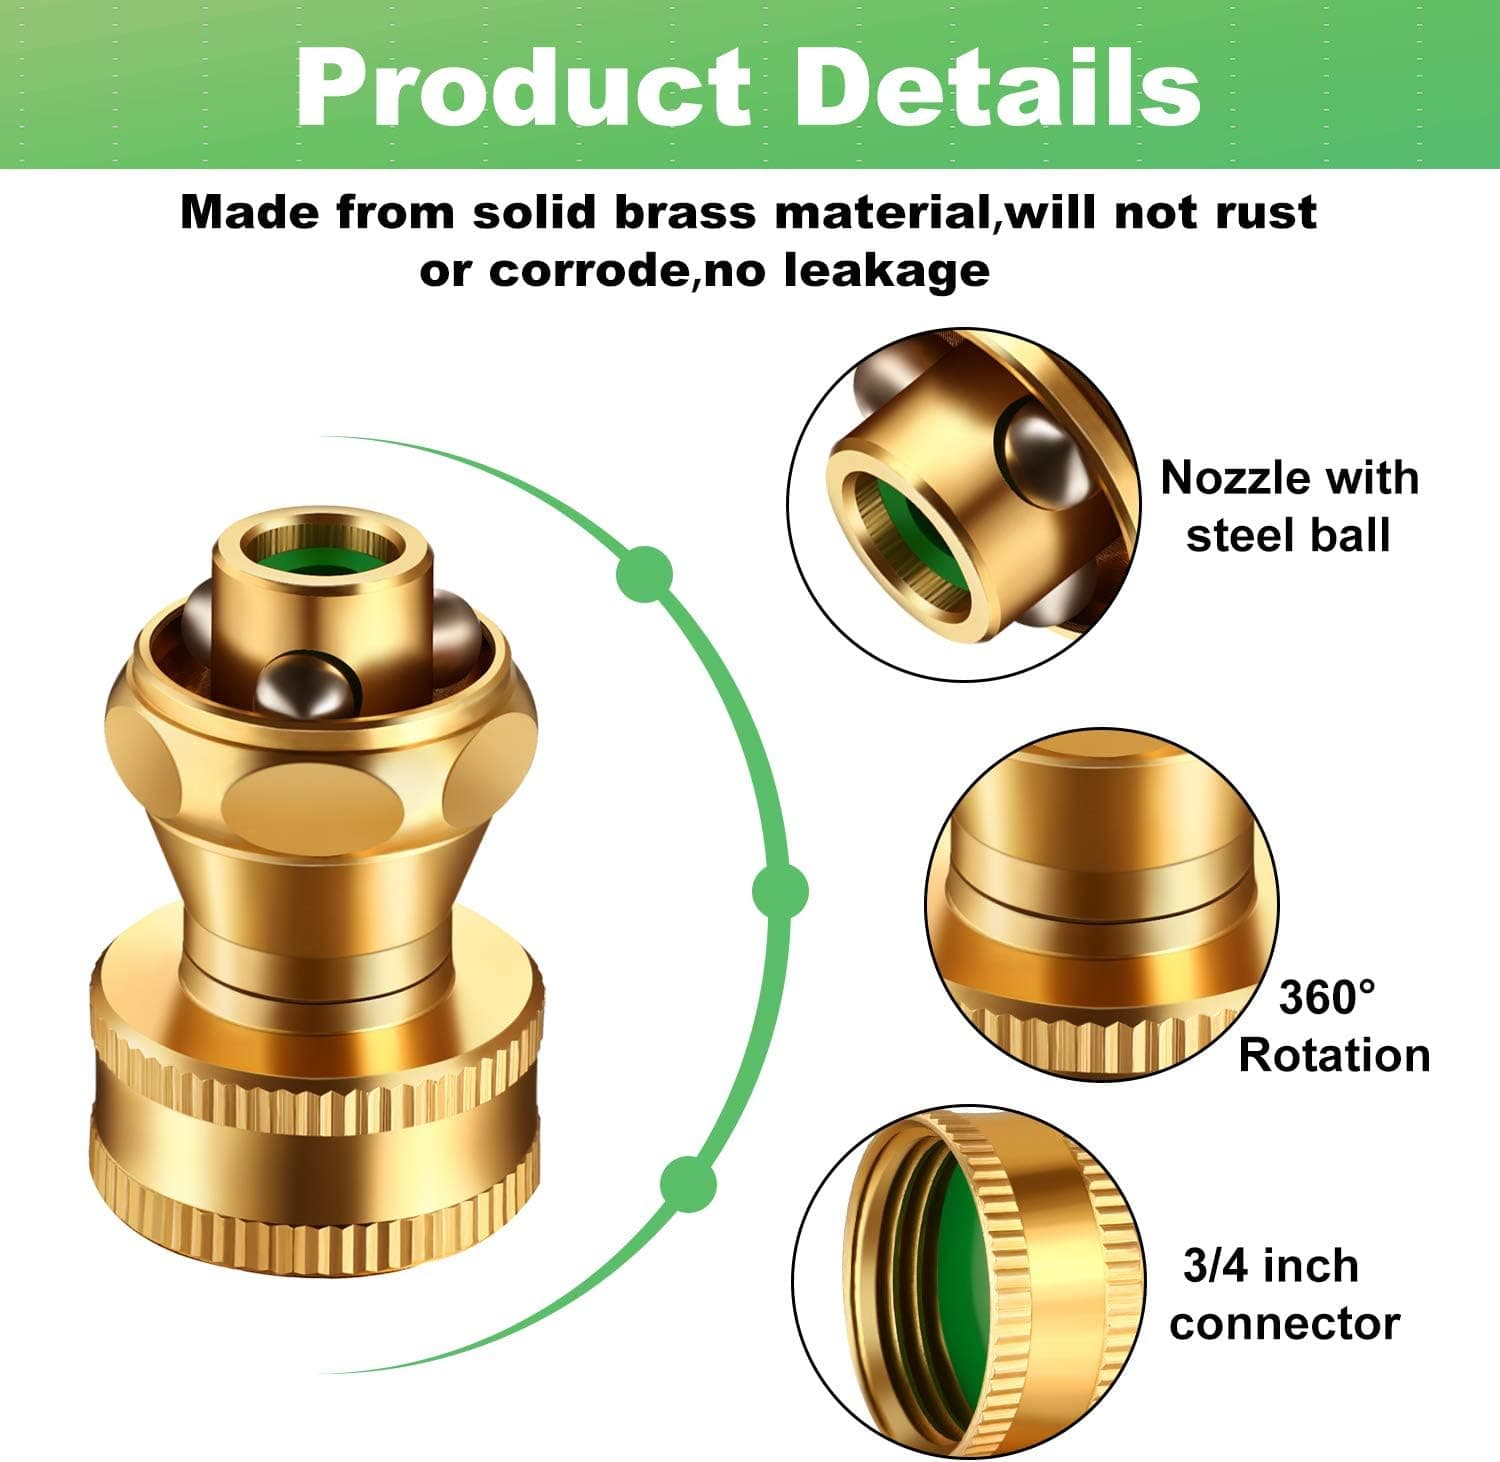 Product Details
Made from solid brass material,will not rust
or corrode,no leakage
Nozzle with
steel ball
360°
Rotation
3/4 inch
connector